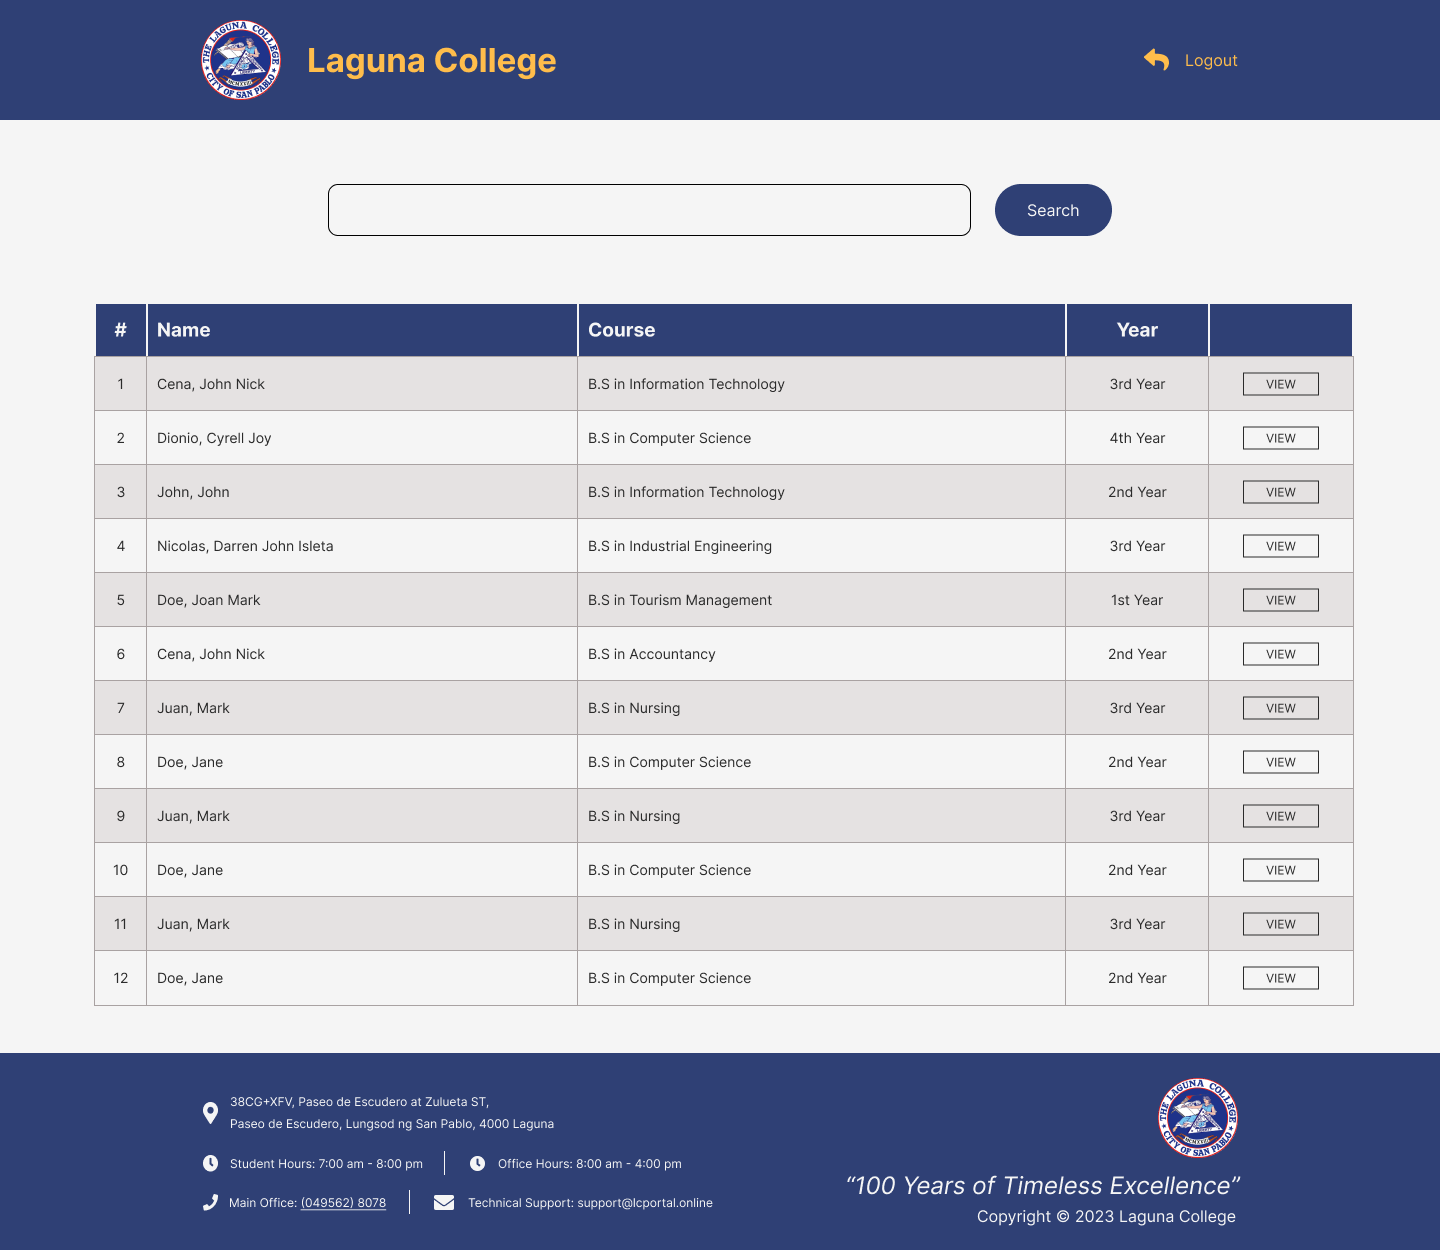 THE LAGUNA COLLEGE
CITY OF SAN PABLO
Laguna College
Logout
Search
# Name Course Year
1 Cena, John Nick B.S in Information Technology 3rd Year VIEW
2 Dionio, Cyrell Joy B.S in Computer Science 4th Year VIEW
3 John, John B.S in Information Technology 2nd Year VIEW
4 Nicolas, Darren John Isleta B.S in Industrial Engineering 3rd Year VIEW
5 Doe, Joan Mark B.S in Tourism Management 1st Year VIEW
6 Cena, John Nick B.S in Accountancy 2nd Year VIEW
7 Juan, Mark B.S in Nursing 3rd Year VIEW
8 Doe, Jane B.S in Computer Science 2nd Year VIEW
9 Juan, Mark B.S in Nursing 3rd Year VIEW
10 Doe, Jane B.S in Computer Science 2nd Year VIEW
11 Juan, Mark B.S in Nursing 3rd Year VIEW
12 Doe, Jane B.S in Computer Science 2nd Year VIEW
38CG+XFV, Paseo de Escudero at Zulueta ST,
Paseo de Escudero, Lungsod ng San Pablo, 4000 Laguna
Student Hours: 7:00 am - 8:00 pm Office Hours: 8:00 am - 4:00 pm
Main Office: (049562) 8078 Technical Support: support@lcportal.online
THE LAGUNA COLLEGE
CITY OF SAN PABLO
“100 Years of Timeless Excellence”
Copyright © 2023 Laguna College